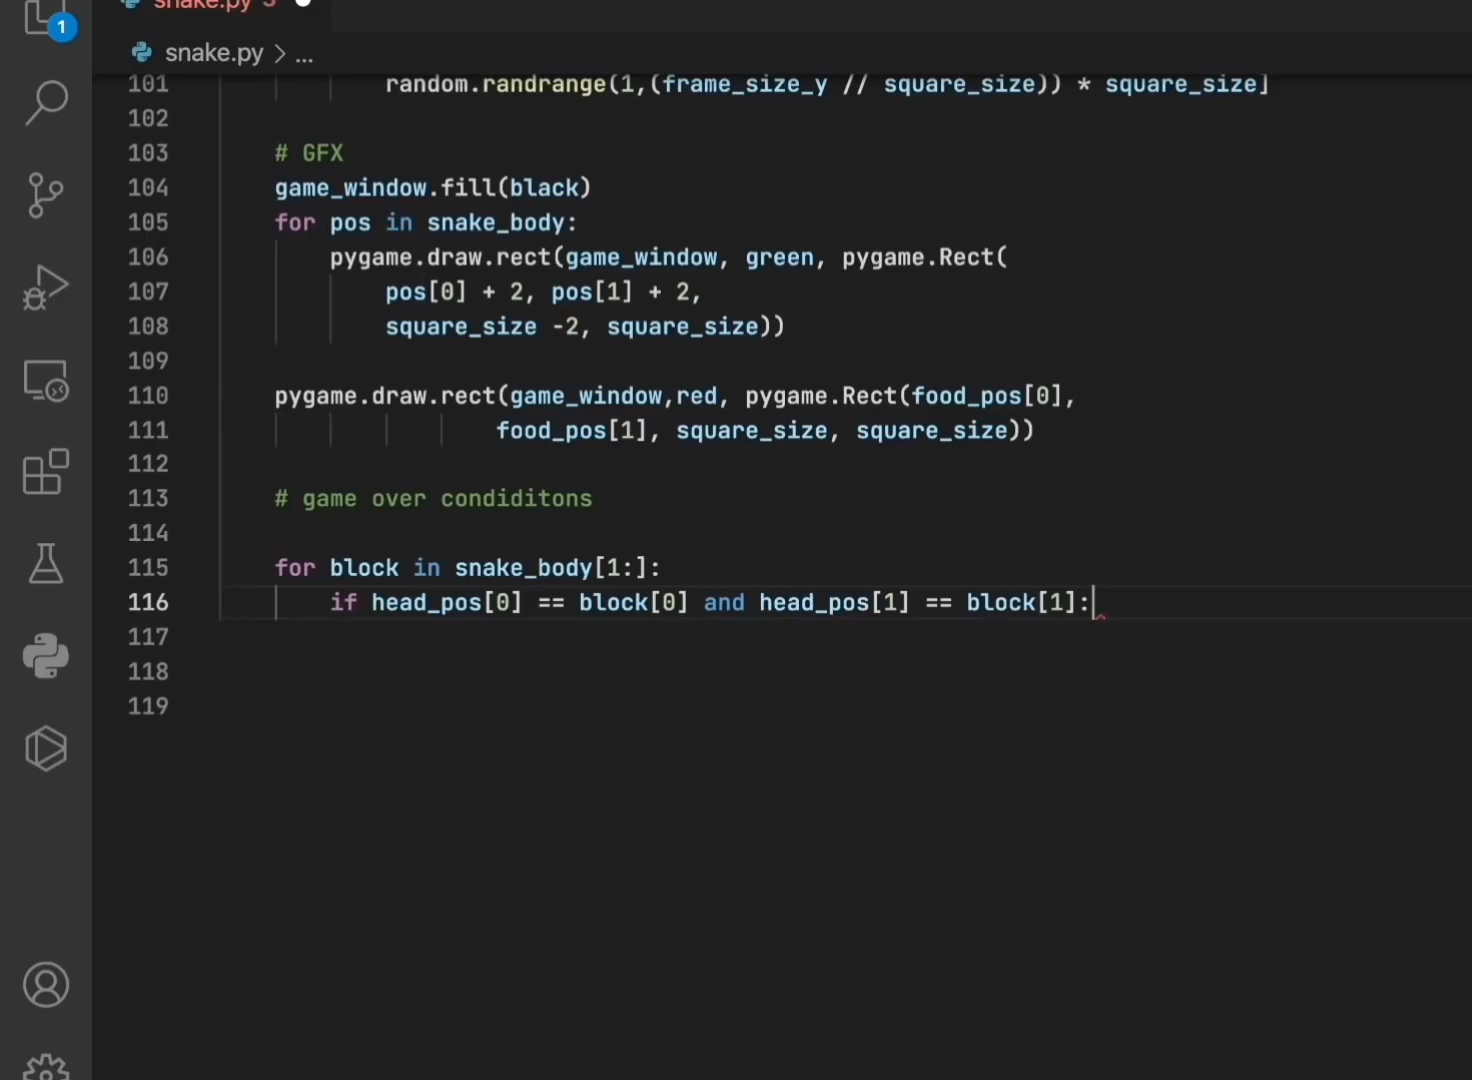 1
snake.py 3
snake.py > ...
101 random.randrange(1,(frame_size_y // square_size)) * square_size]
102
103 # GFX
104 game_window.fill(black)
105 for pos in snake_body:
106 pygame.draw.rect(game_window, green, pygame.Rect(
107 pos[0] + 2, pos[1] + 2,
108 square_size -2, square_size))
109
110 pygame.draw.rect(game_window,red, pygame.Rect(food_pos[0],
111 food_pos[1], square_size, square_size))
112
113 # game over condiditons
114
115 for block in snake_body[1:]:
116 if head_pos[0] == block[0] and head_pos[1] == block[1]:
117
118
119